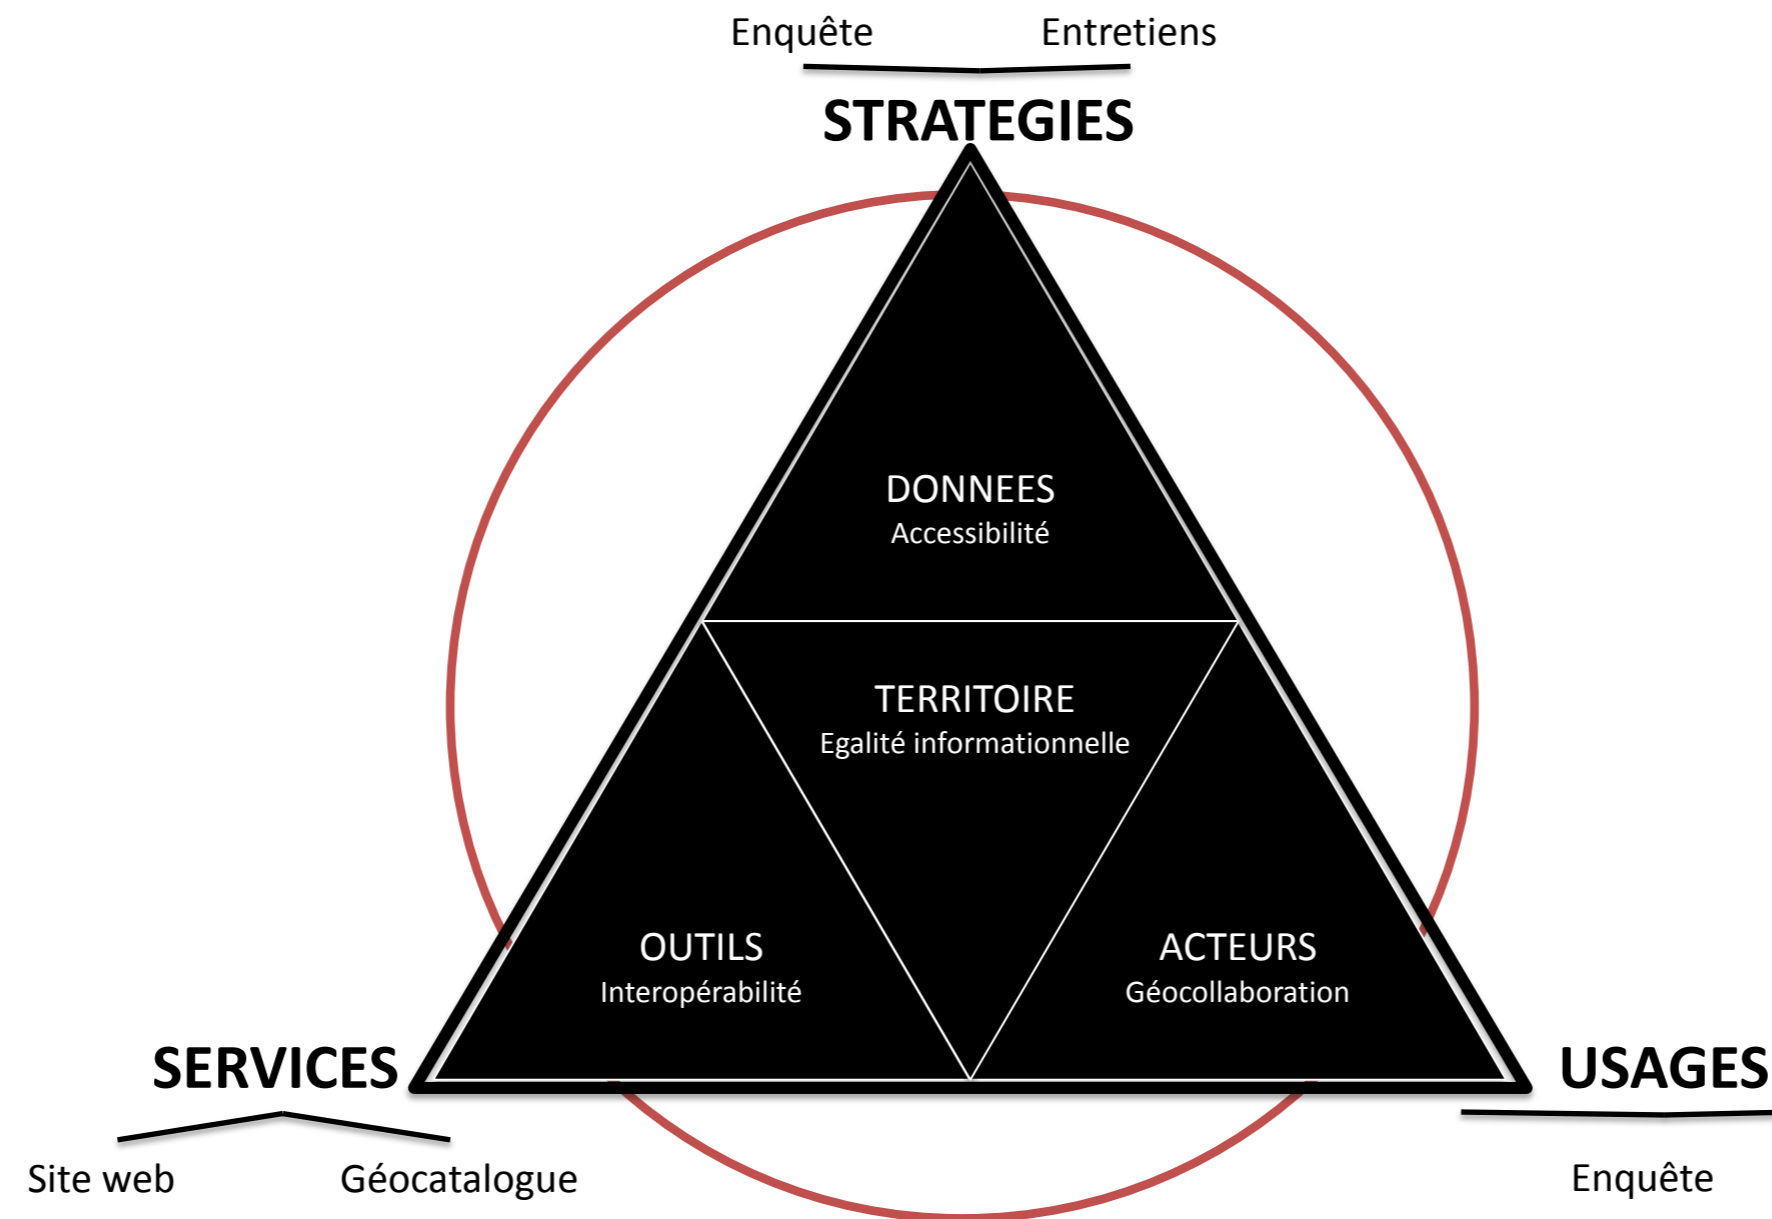 Enquête Entretiens
STRATEGIES
DONNEES
Accessibilité
TERRITOIRE
Egalité informationnelle
OUTILS
Interopérabilité
ACTEURS
Géocollaboration
SERVICES
USAGES
Site web
Géocatalogue
Enquête